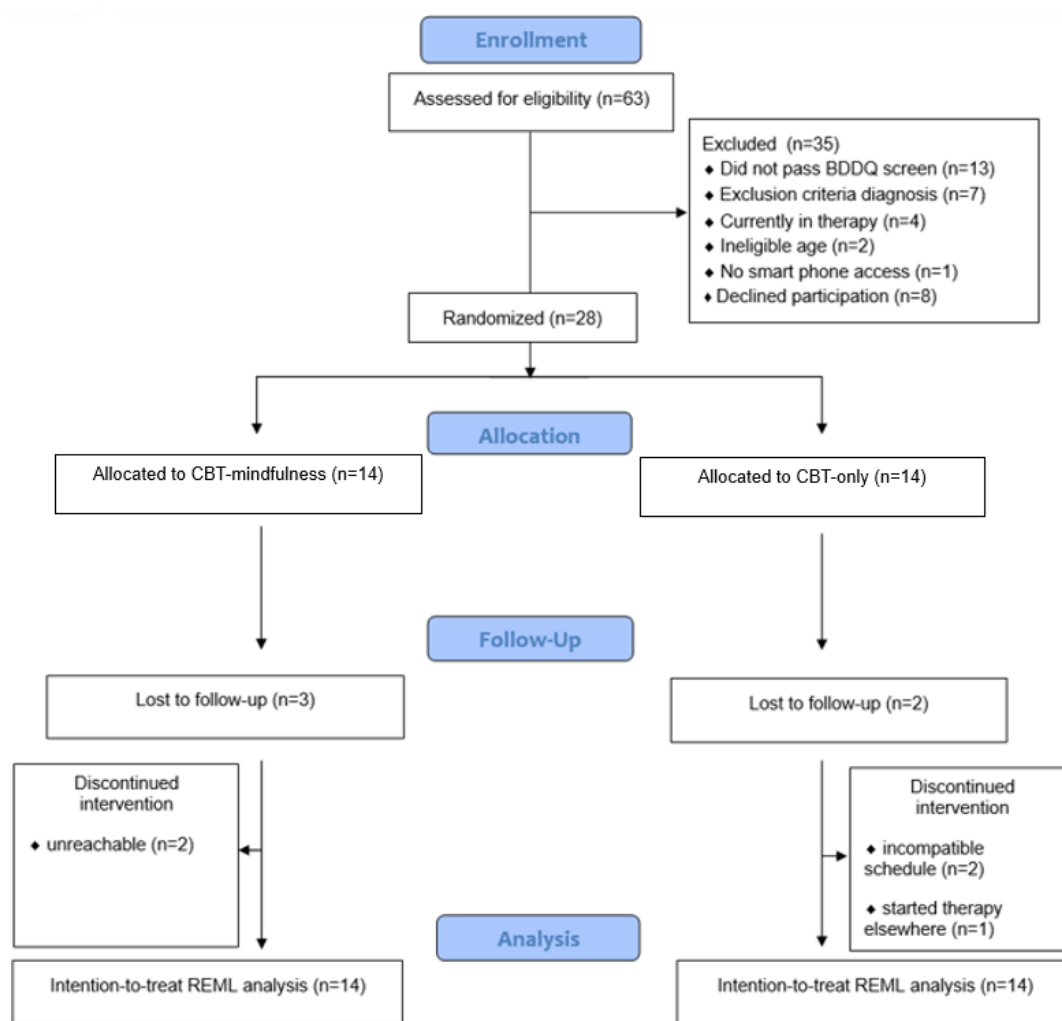 Enrollment
Assessed for eligibility (n=63)
Excluded (n=35)
◆ Did not pass BDDQ screen (n=13)
◆ Exclusion criteria diagnosis (n=7)
◆ Currently in therapy (n=4)
◆ Ineligible age (n=2)
◆ No smart phone access (n=1)
♦ Declined participation (n=8)
Randomized (n=28)
Allocation
Allocated to CBT-mindfulness (n=14)
Allocated to CBT-only (n=14)
Follow-Up
Lost to follow-up (n=3)
Lost to follow-up (n=2)
Discontinued
intervention
◆ unreachable (n=2)
Discontinued
intervention
◆ incompatible
schedule (n=2)
◆ started therapy
elsewhere (n=1)
Analysis
Intention-to-treat REML analysis (n=14)
Intention-to-treat REML analysis (n=14)